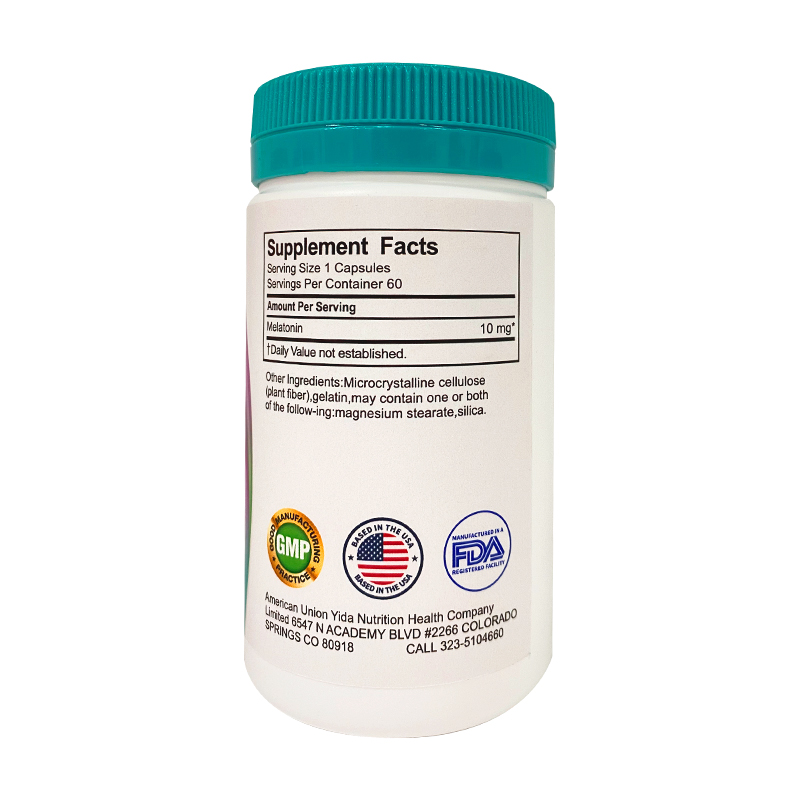 Supplement Facts
Serving Size 1 Capsules
Servings Per Container 60
Amount Per Serving
Melatonin 10 mg*
†Daily Value not established.
Other Ingredients:Microcrystalline cellulose
(plant fiber),gelatin,may contain one or both
of the follow-ing:magnesium stearate,silica.
GOOD MANUFACTURING
GMP
PRACTICE
BASED IN THE USA
BASED IN THE USA
MANUFACTURED IN A
FDA
REGISTERED FACILITY
American Union Yida Nutrition Health Company
Limited 6547 N ACADEMY BLVD #2266 COLORADO
SPRINGS CO 80918 CALL 323-5104660